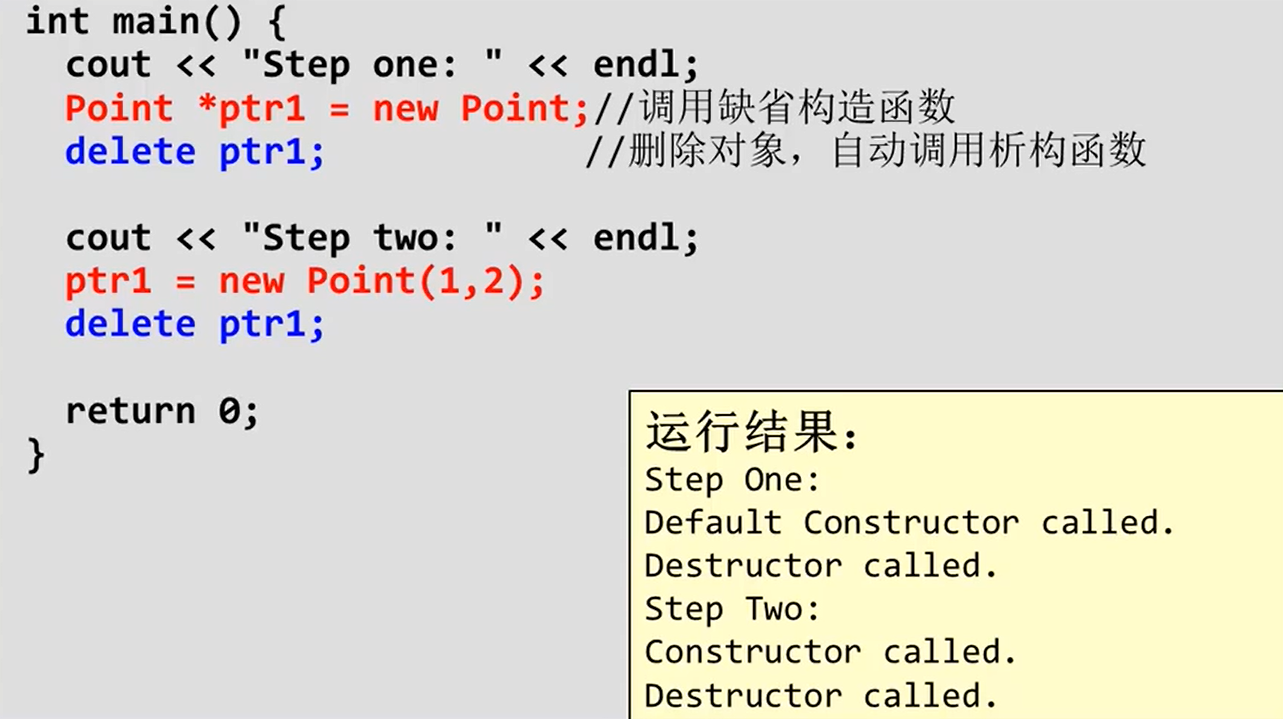 int main() {
cout << "Step one: " << endl;
Point *ptr1 = new Point;//调用缺省构造函数
delete ptr1; //删除对象，自动调用析构函数
cout << "Step two: " << endl;
ptr1 = new Point(1,2);
delete ptr1;
return 0;
}
运行结果：
Step One:
Default Constructor called.
Destructor called.
Step Two:
Constructor called.
Destructor called.